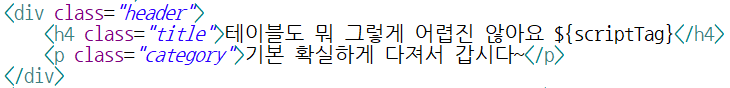 <div class="header">
<h4 class="title">테이블도 뭐 그렇게 어렵진 않아요 ${scriptTag}</h4>
<p class="category">기본 확실하게 다져서 갑시다~</p>
</div>